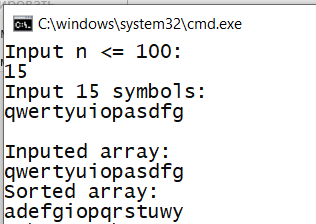 C:\windows\system32\cmd.exe
Input n <= 100:
15
Input 15 symbols:
qwertyuiopasdfg
Inputed array:
qwertyuiopasdfg
Sorted array:
adefgiopqrstuwy